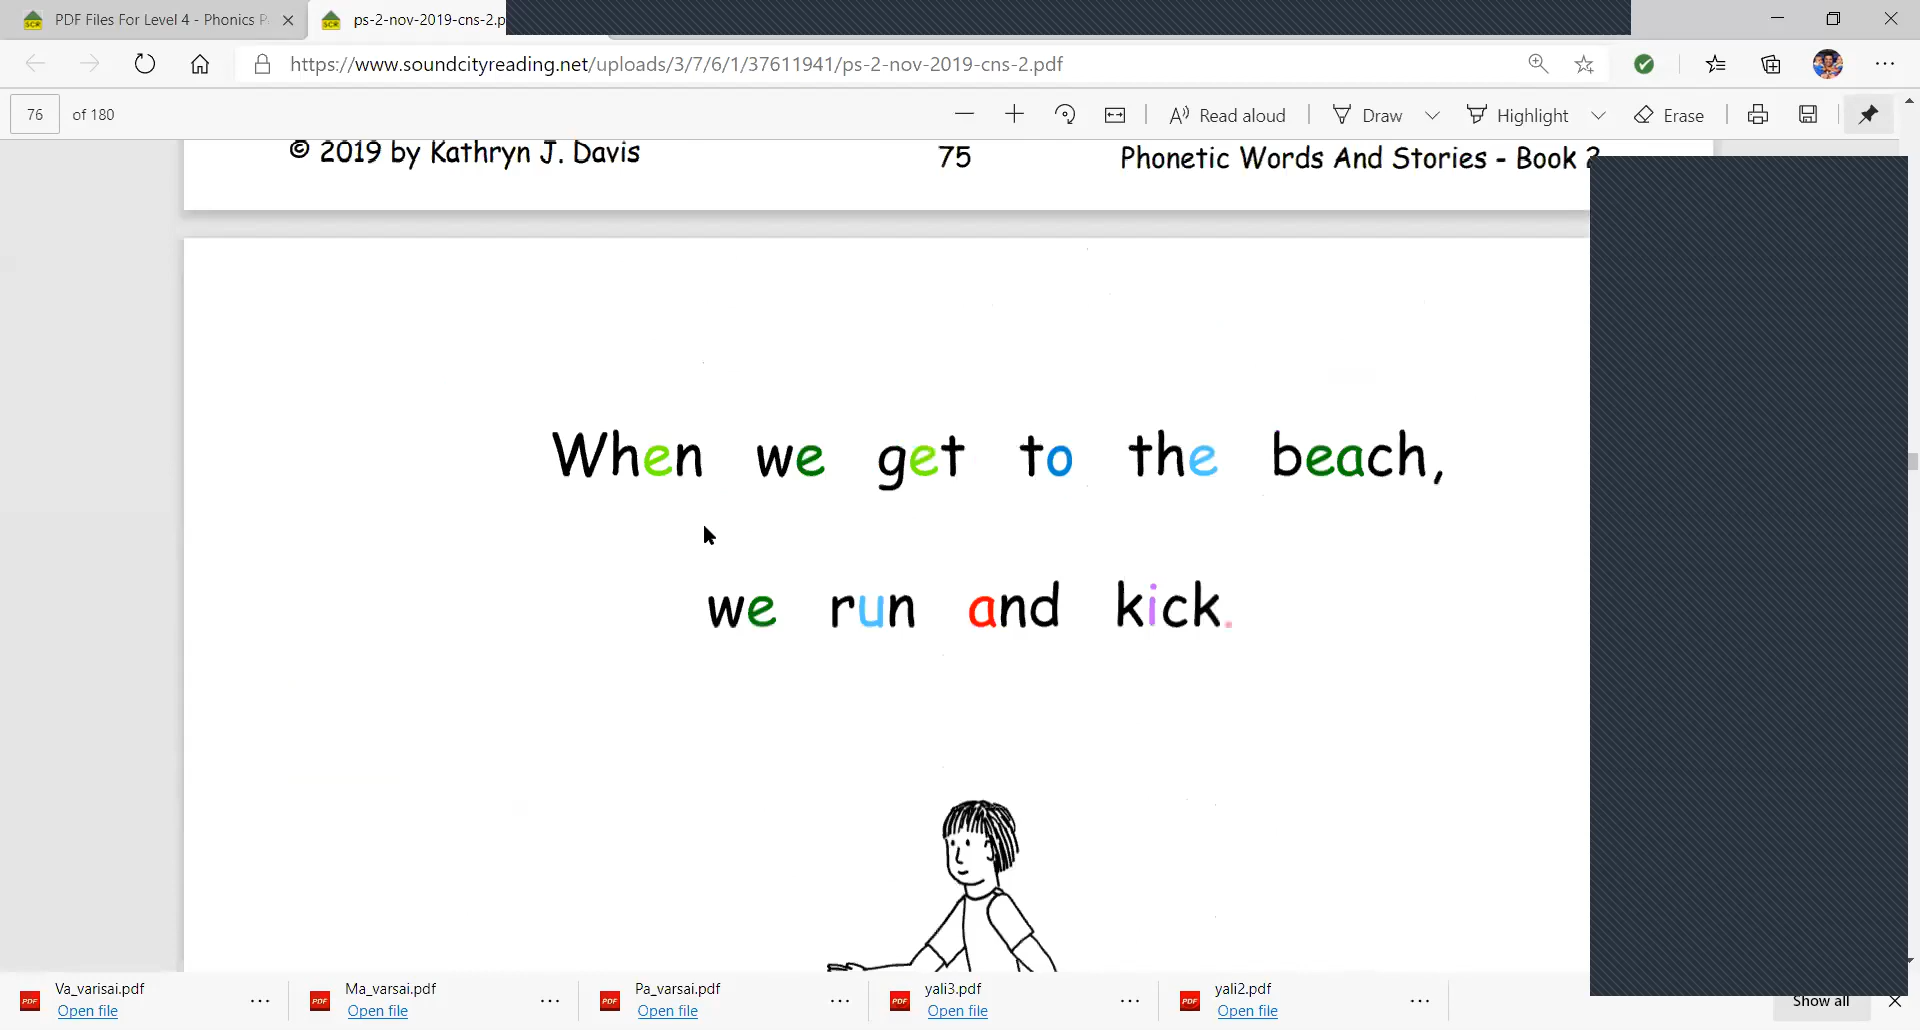 PDF Files For Level 4 - Phonics
ps-2-nov-2019-cns-2.p
https://www.soundcityreading.net/uploads/3/7/6/1/37611941/ps-2-nov-2019-cns-2.pdf
76 of 180
Read aloud
Draw
Highlight
Erase
© 2019 by Kathryn J. Davis 75 Phonetic Words And Stories - Book
When we get to the beach,
we run and kick.
Va_varisai.pdf
Open file
Ma_varsai.pdf
Open file
Pa_varsai.pdf
Open file
yali3.pdf
Open file
yali2.pdf
Open file
Show all